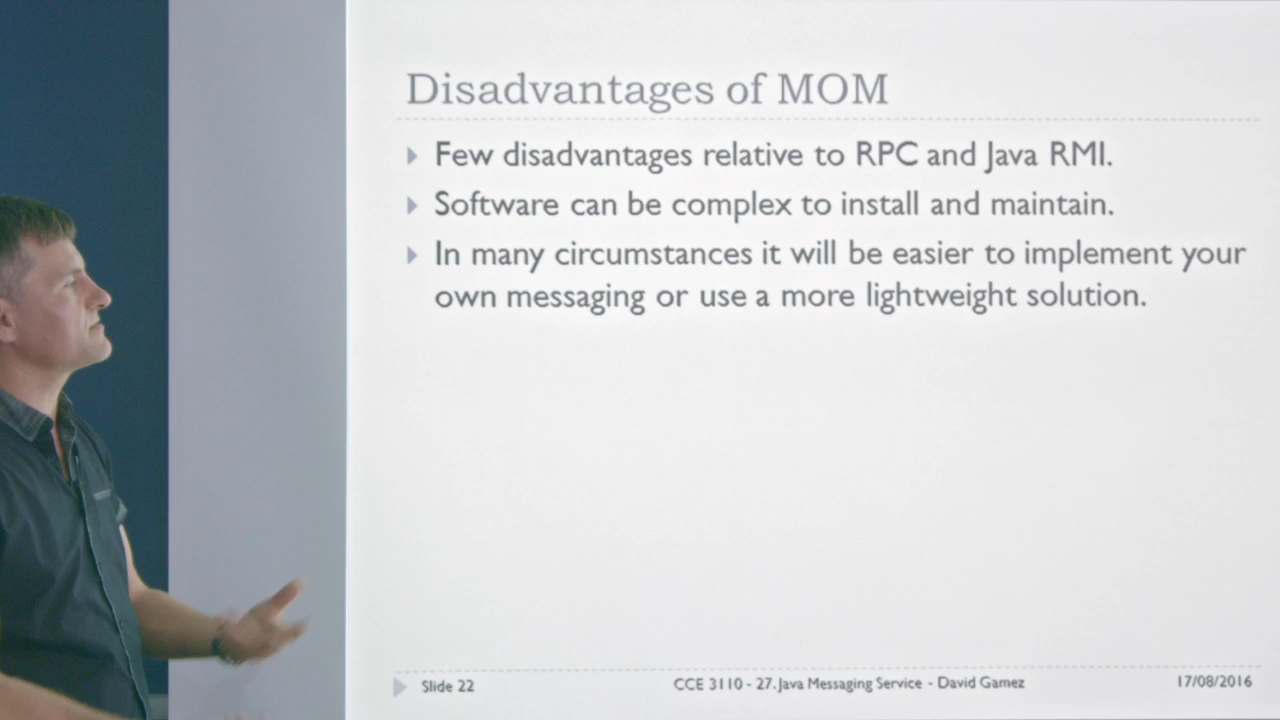 Disadvantages of MOM
Few disadvantages relative to RPC and Java RMI.
Software can be complex to install and maintain.
In many circumstances it will be easier to implement your
own messaging or use a more lightweight solution.
Slide 22
CCE 3110 - 27. Java Messaging Service - David Gamez
17/08/2016